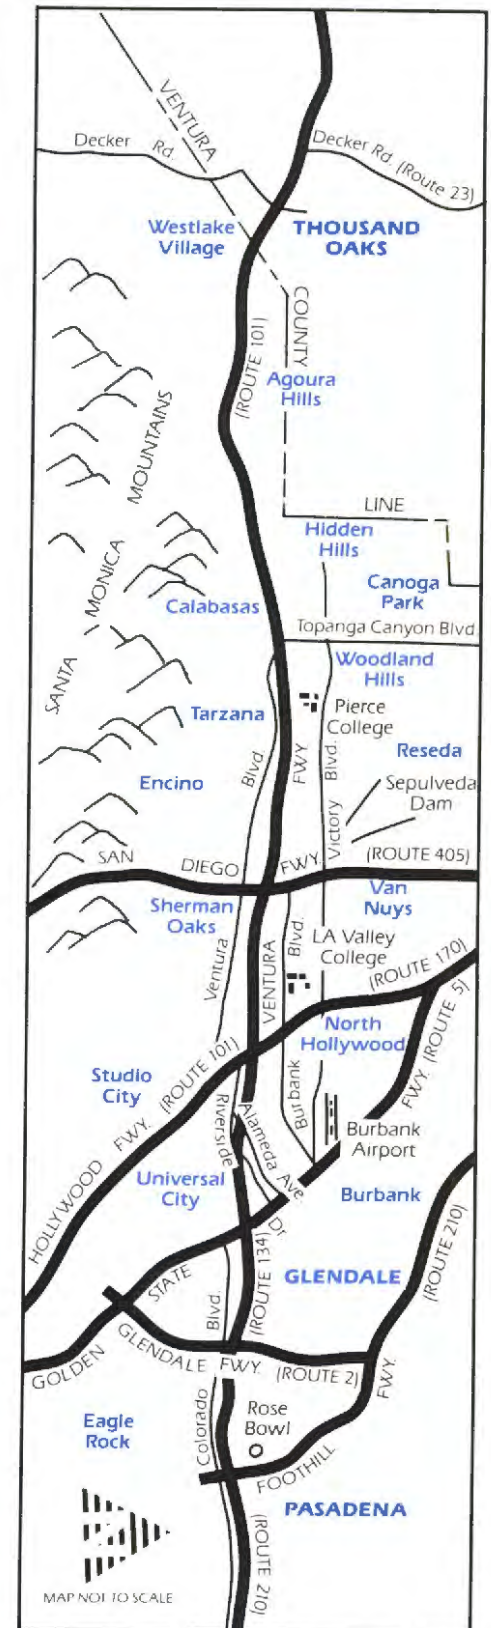 VENTURA
Decker Rd.
Decker Rd. (Route 23)
Westlake
Village
THOUSAND
OAKS
COUNTY
(ROUTE 101)
Agoura
Hills
MOUNTAINS
LINE
Hidden
Hills
MONICA
Canoga
Park
Calabasas
Topanga Canyon Blvd.
Woodland
Hills
SANTA
Tarzana
Pierce
College
Blvd.
FWY
Blvd.
Reseda
Encino
Sepulveda
Dam
Victory
SAN DIEGO FWY. (ROUTE 405)
Van
Nuys
Sherman
Oaks
Blvd.
LA Valley
College
Ventura
VENTURA
(ROUTE 170)
North
Hollywood
FWY. (ROUTE 5)
Studio
City
HOLLYWOOD FWY. (ROUTE 101)
Riverside
Alameda Ave.
Burbank
Burbank
Airport
Universal
City
Burbank
Dr.
(ROUTE 134)
(ROUTE 210)
GLENDALE
STATE
Blvd.
GOLDEN
GLENDALE FWY. (ROUTE 2)
FWY.
Colorado
Rose
Bowl
Eagle
Rock
FOOTHILL
PASADENA
(ROUTE 210)
MAP NOT TO SCALE